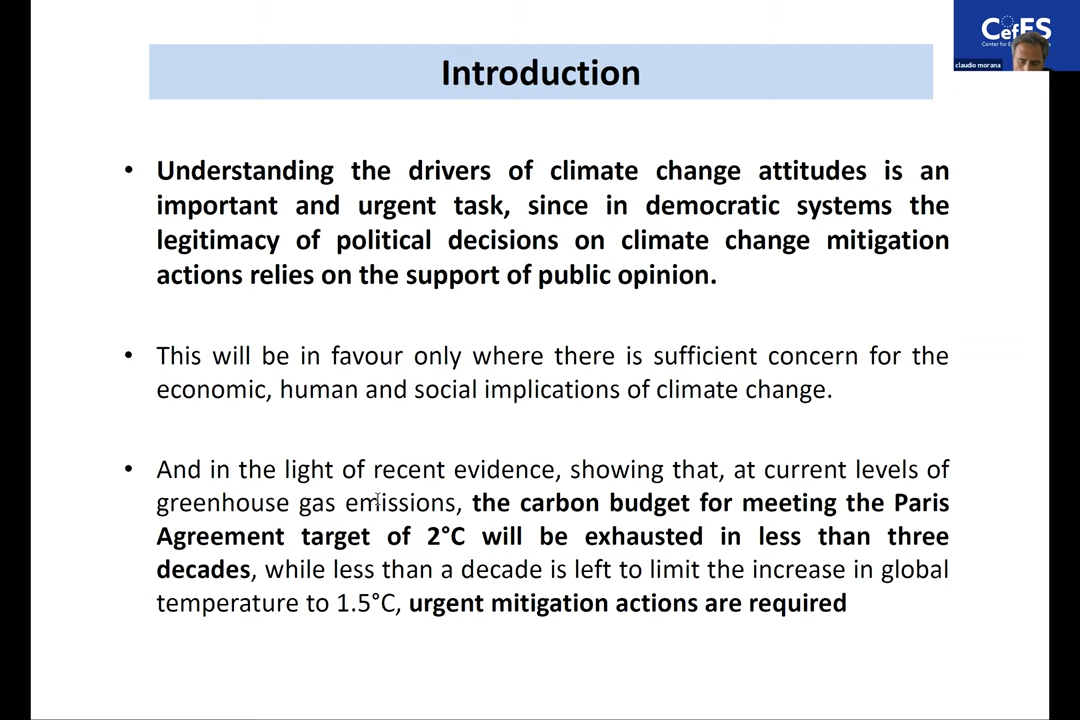 CefES
Center for E
claudio morana
Introduction
• Understanding the drivers of climate change attitudes is an
important and urgent task, since in democratic systems the
legitimacy of political decisions on climate change mitigation
actions relies on the support of public opinion.
• This will be in favour only where there is sufficient concern for the
economic, human and social implications of climate change.
• And in the light of recent evidence, showing that, at current levels of
greenhouse gas emissions, the carbon budget for meeting the Paris
Agreement target of 2°C will be exhausted in less than three
decades, while less than a decade is left to limit the increase in global
temperature to 1.5°C, urgent mitigation actions are required